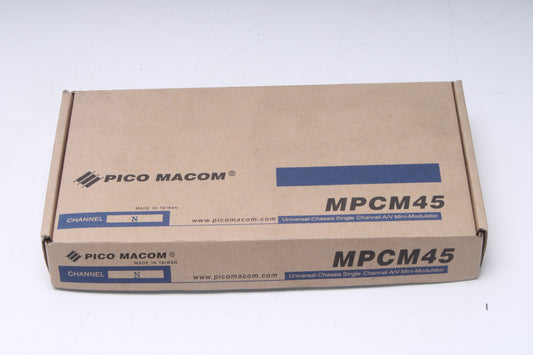 PICO MACOM®
MPCM45
MADE IN TAIWAN
CHANNEL N www.picomacom.com Universal-Chassis Single Channel A/V Mini-Modulator
PICO MACOM® MPCM45
MADE IN TAIWAN
CHANNEL N www.picomacom.com Universal-Chassis Single Channel A/V Mini-Modulator